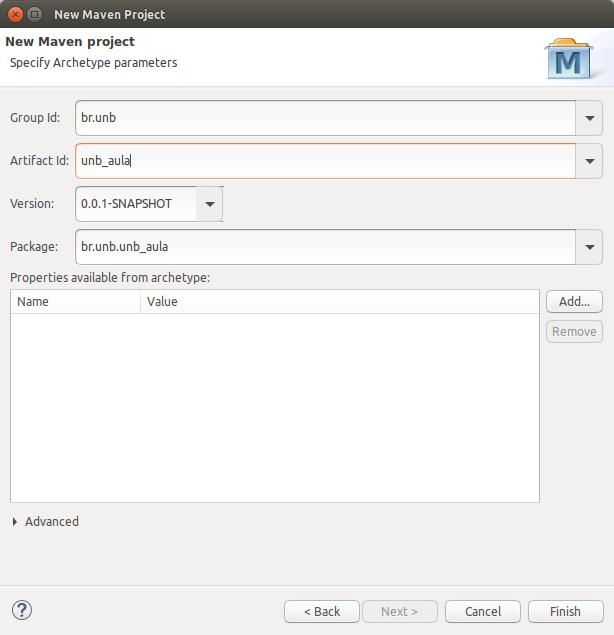 New Maven Project
New Maven project
Specify Archetype parameters
M
Group Id: br.unb
Artifact Id: unb_aula
Version: 0.0.1-SNAPSHOT
Package: br.unb.unb_aula
Properties available from archetype:
Name Value
Add...
Remove
Advanced
? < Back Next > Cancel Finish